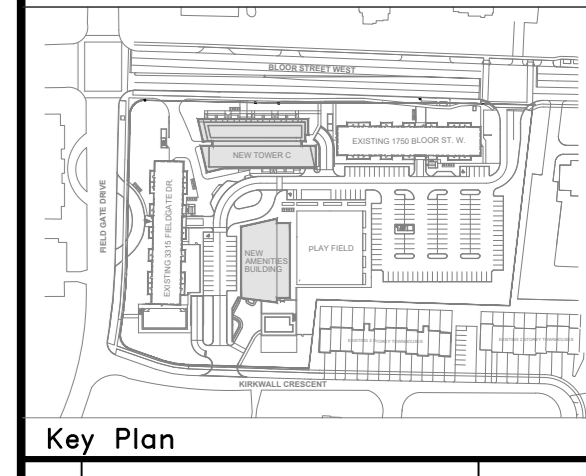 BLOOR STREET WEST
EXISTING 1750 BLOOR ST. W.
NEW TOWER C
FIELD GATE DRIVE
EXISTING 3315 FIELDGATE DR.
PLAY FIELD
NEW
AMENITIES
BUILDING
KIRKWALL CRESCENT
Key Plan